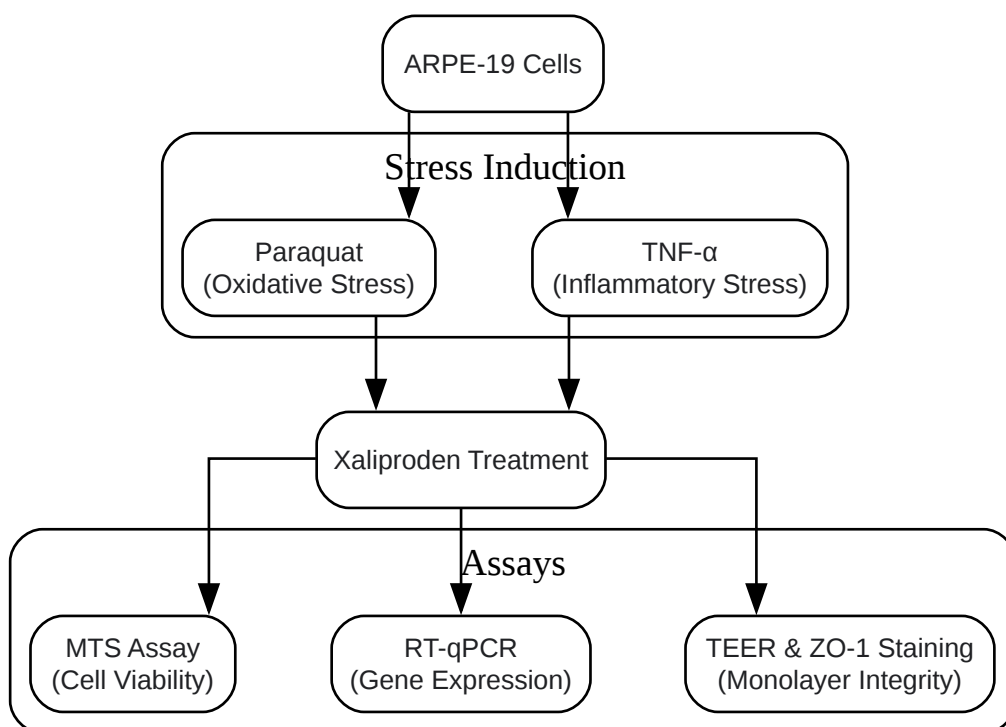 ARPE-19 Cells
Stress Induction
Paraquat
(Oxidative Stress)
TNF-α
(Inflammatory Stress)
Xaliproden Treatment
Assays
MTS Assay
(Cell Viability)
RT-qPCR
(Gene Expression)
TEER & ZO-1 Staining
(Monolayer Integrity)